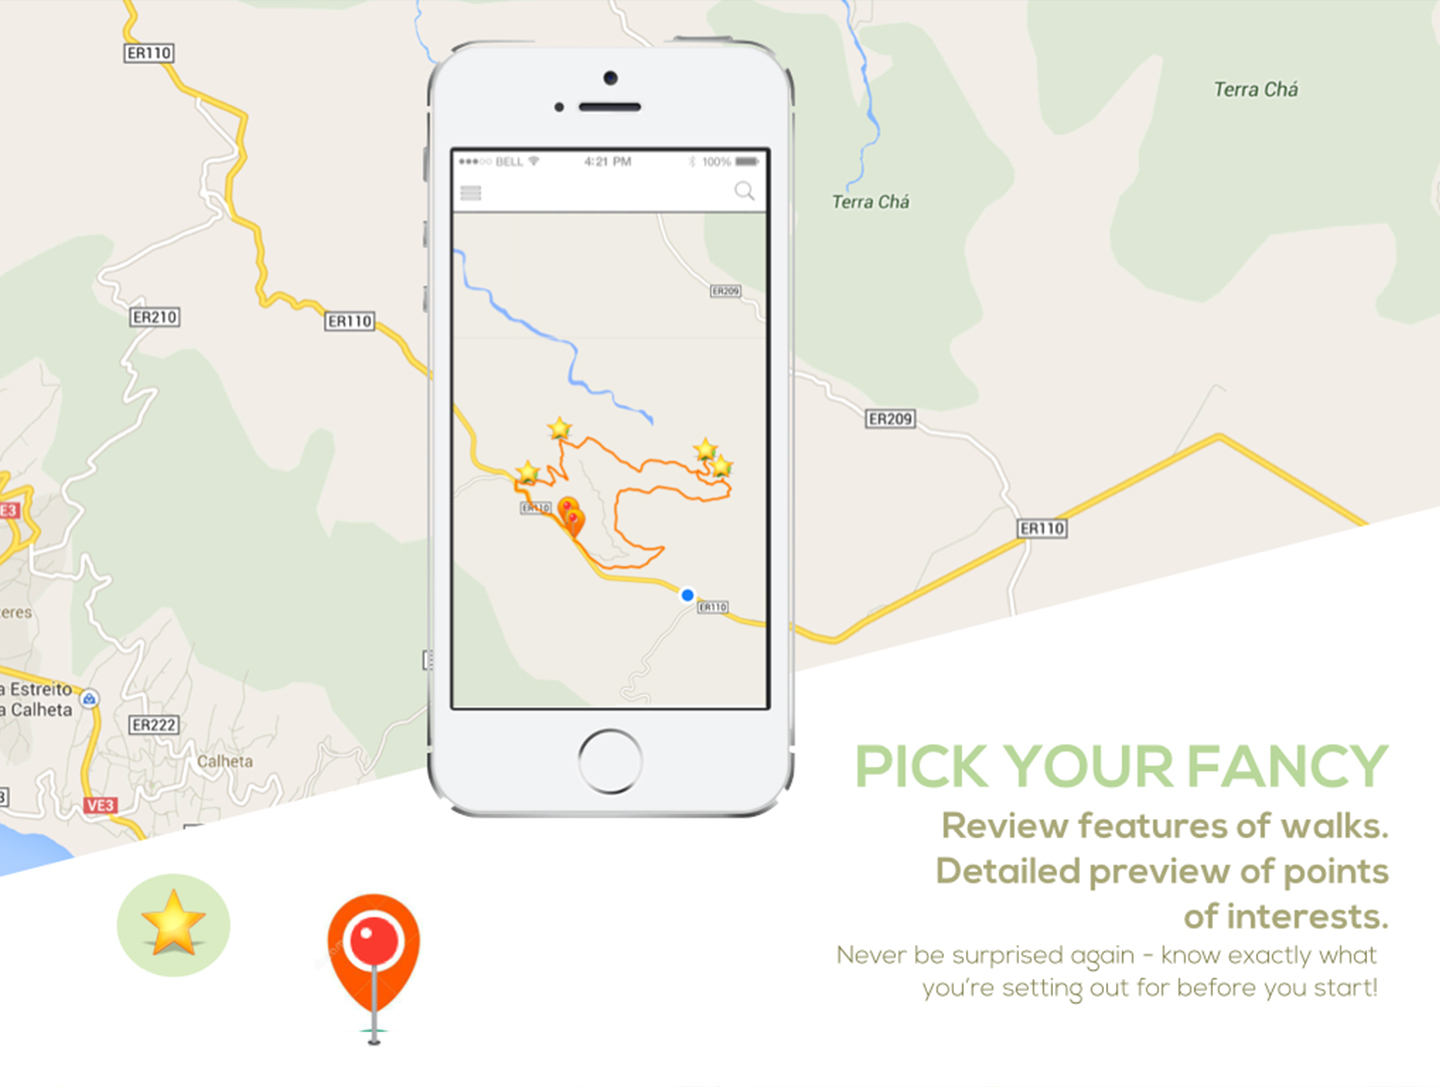 ER110
Terra Chá
BELL 4:21 PM 100%
Terra Chá
ER209
ER210
ER110
ER209
ER110
E3
ER110
ER110
eres
a Estreito
a Calheta
ER222
Calheta
VE3
PICK YOUR FANCY
Review features of walks.
Detailed preview of points
of interests.
Never be surprised again - know exactly what
you're setting out for before you start!